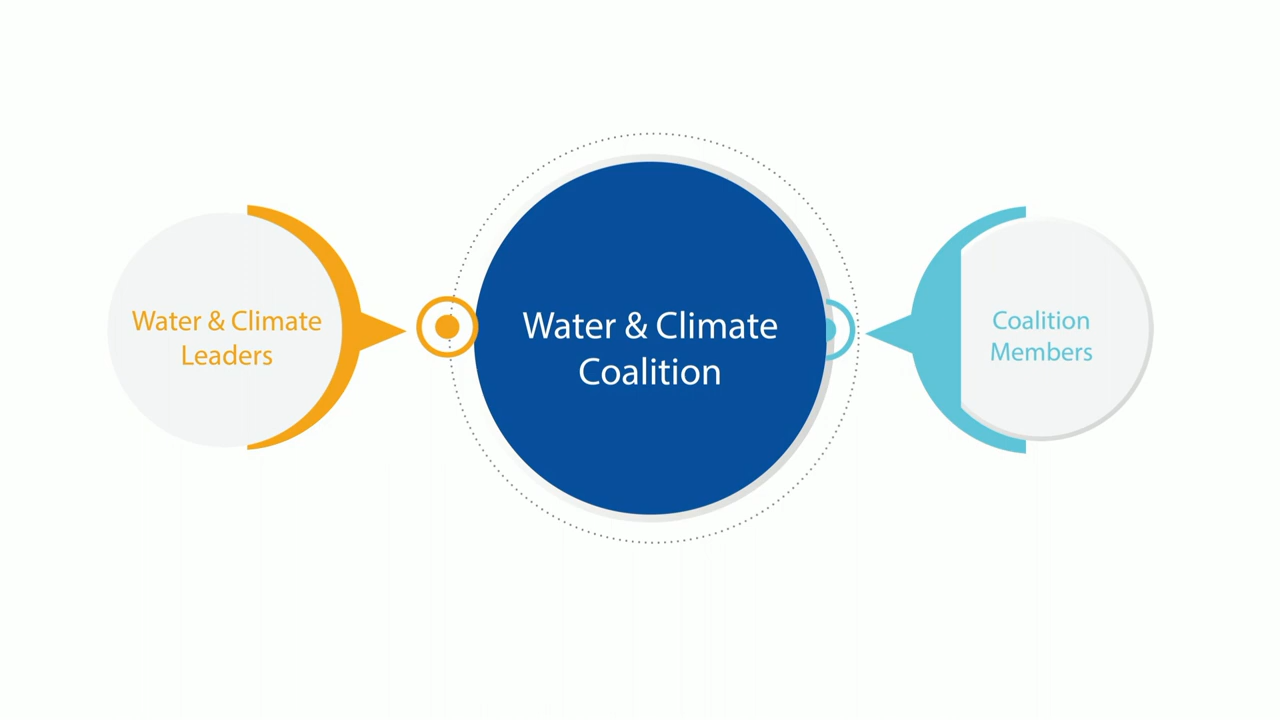 Water & Climate
Leaders
Water & Climate
Coalition
Coalition
Members